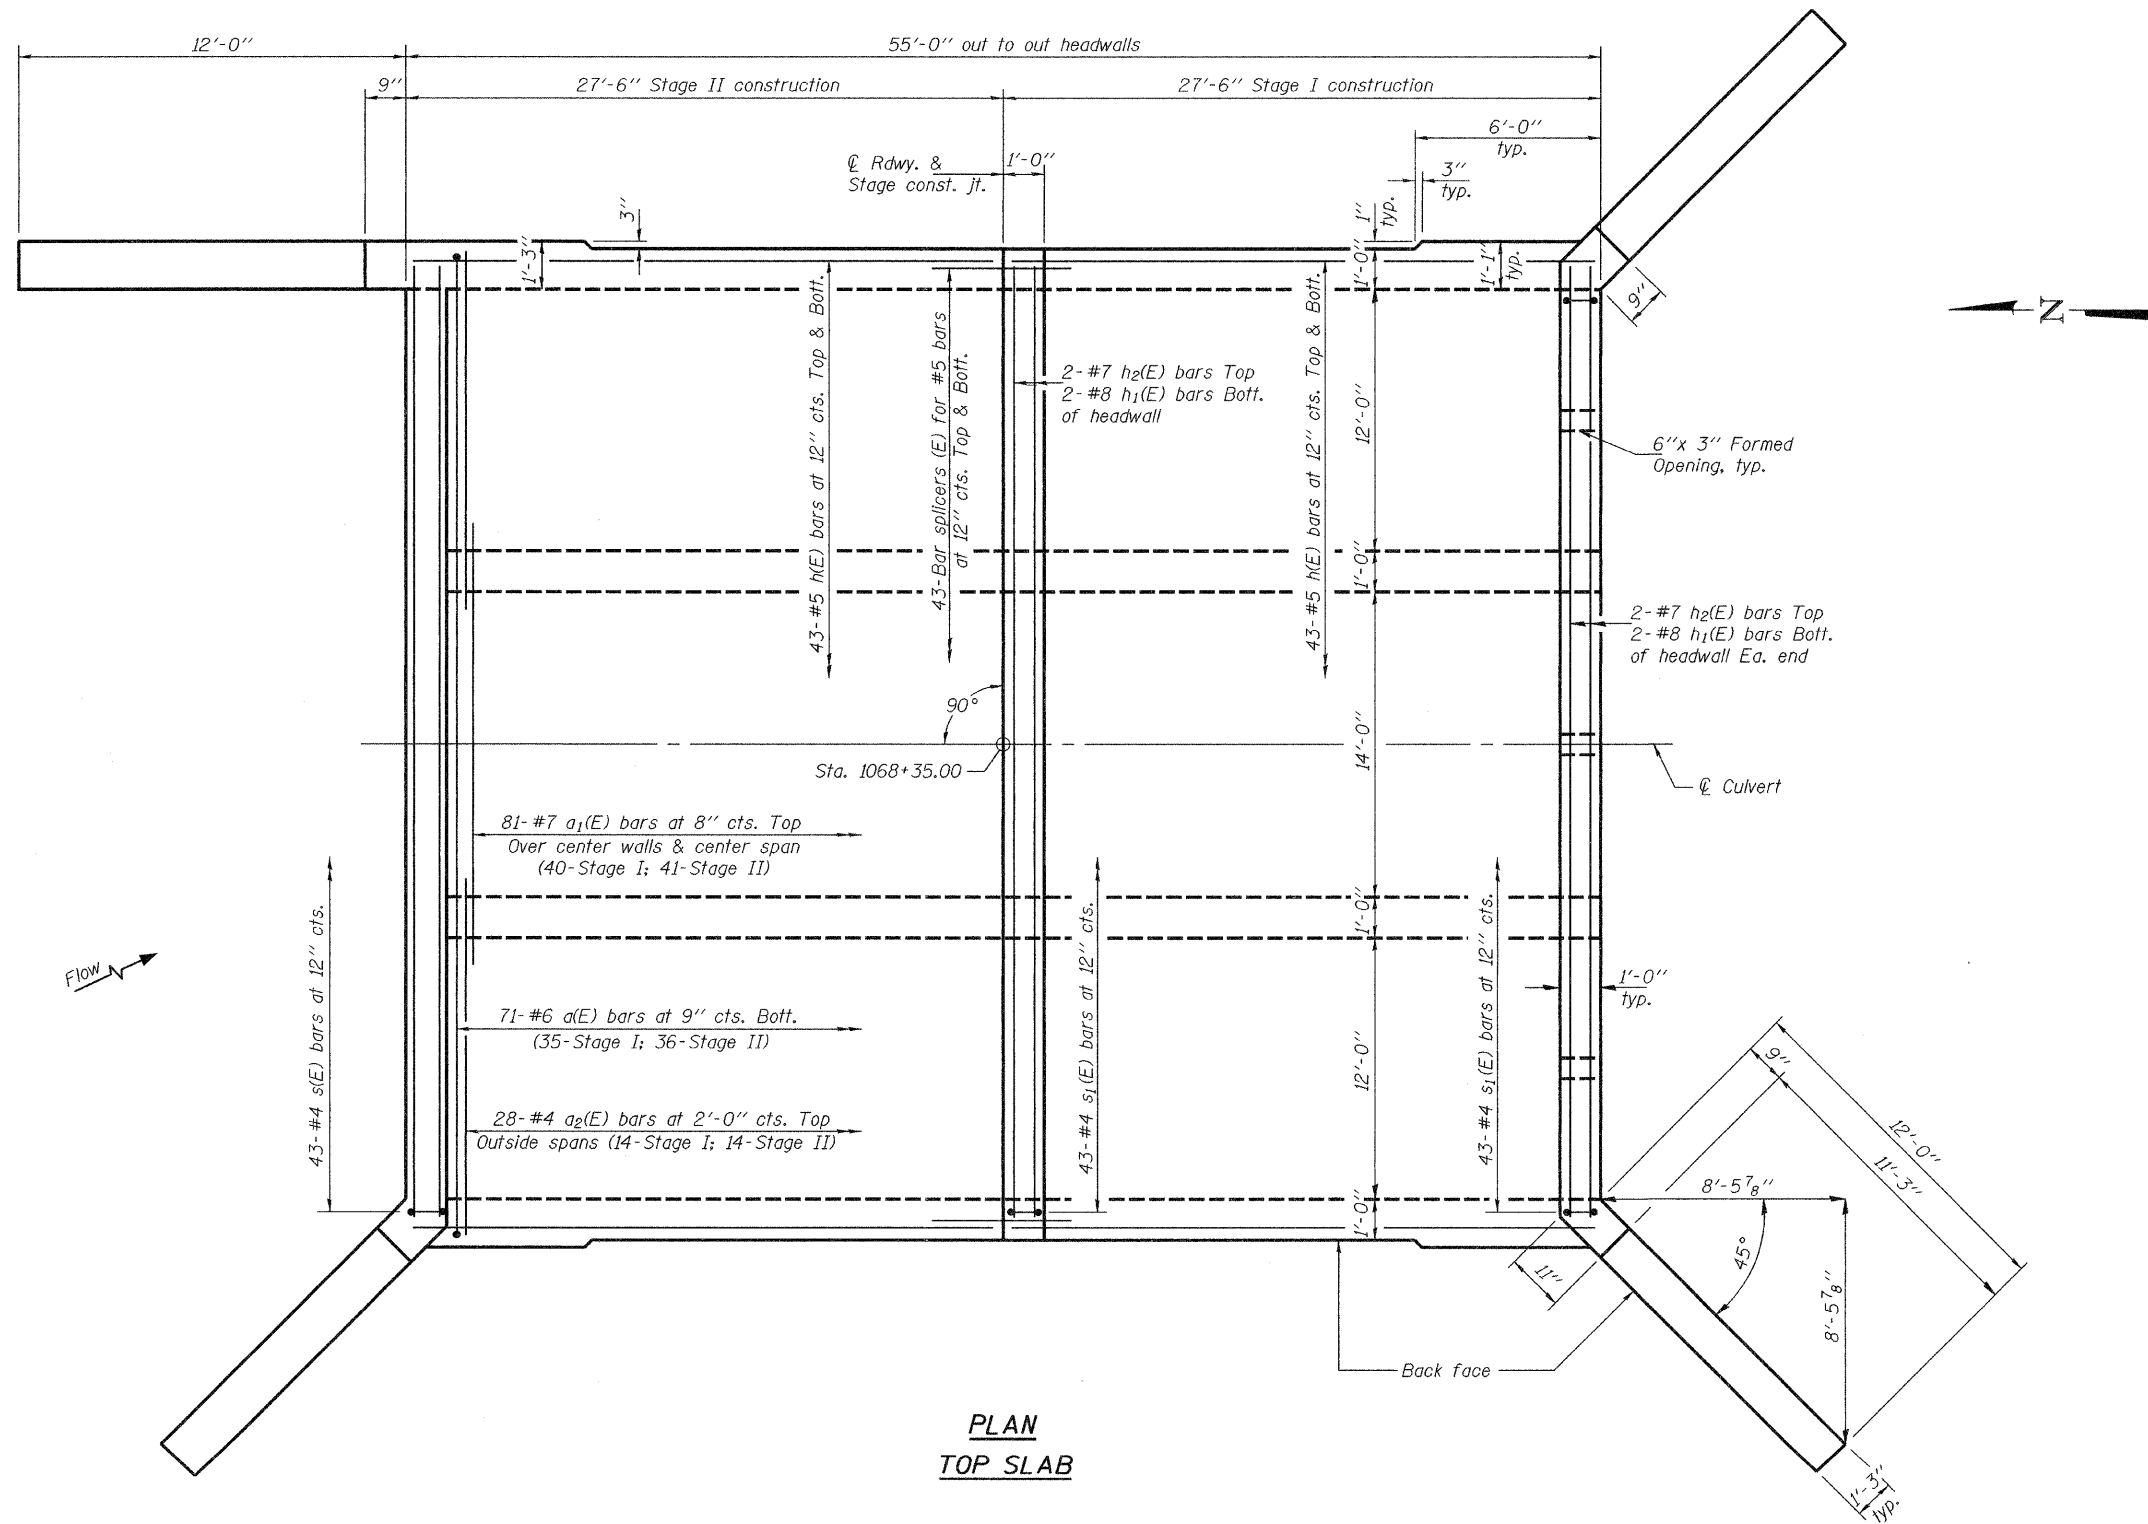 12'-0"
55'-0" out to out headwalls
9"
27'-6" Stage II construction
27'-6" Stage I construction
6'-0"
typ.
℄ Rdwy. &
Stage const. jt.
1'-0"
3"
typ.
3"
1"
typ.
1'-3"
1'-0"
1'-1"
typ.
9"
N
43-#5 h(E) bars at 12" cts. Top & Bott.
43-Bar splicers (E) for #5 bars
at 12" cts. Top & Bott.
2-#7 h2(E) bars Top
2-#8 h1(E) bars Bott.
of headwall
43-#5 h(E) bars at 12" cts. Top & Bott.
12'-0"
6"x 3" Formed
Opening, typ.
1'-0"
2-#7 h2(E) bars Top
2-#8 h1(E) bars Bott.
of headwall Ea. end
90°
14'-0"
Sta. 1068+35.00
℄ Culvert
81-#7 a1(E) bars at 8" cts. Top
Over center walls & center span
(40-Stage I; 41-Stage II)
43-#4 s(E) bars at 12" cts.
43-#4 s1(E) bars at 12" cts.
1'-0"
43-#4 s1(E) bars at 12" cts.
Flow
1'-0"
typ.
71-#6 a(E) bars at 9" cts. Bott.
(35-Stage I; 36-Stage II)
12'-0"
9"
28-#4 a2(E) bars at 2'-0" cts. Top
Outside spans (14-Stage I; 14-Stage II)
12'-0"
11'-3"
8'-5 7/8"
1'-0"
45°
11"
8'-5 7/8"
Back face
PLAN
TOP SLAB
1'-3"
typ.